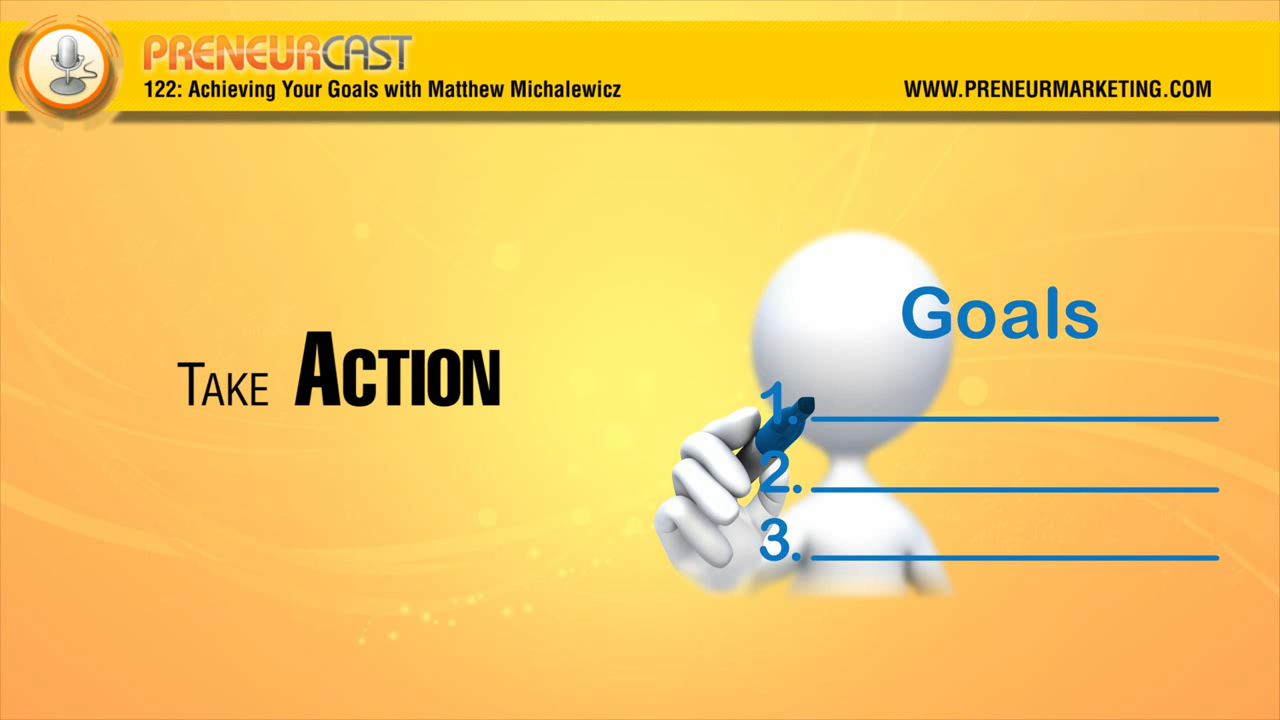 PRENEURCAST
122: Achieving Your Goals with Matthew Michalewicz
WWW.PRENEURMARKETING.COM
TAKE ACTION
Goals
1.
2.
3.